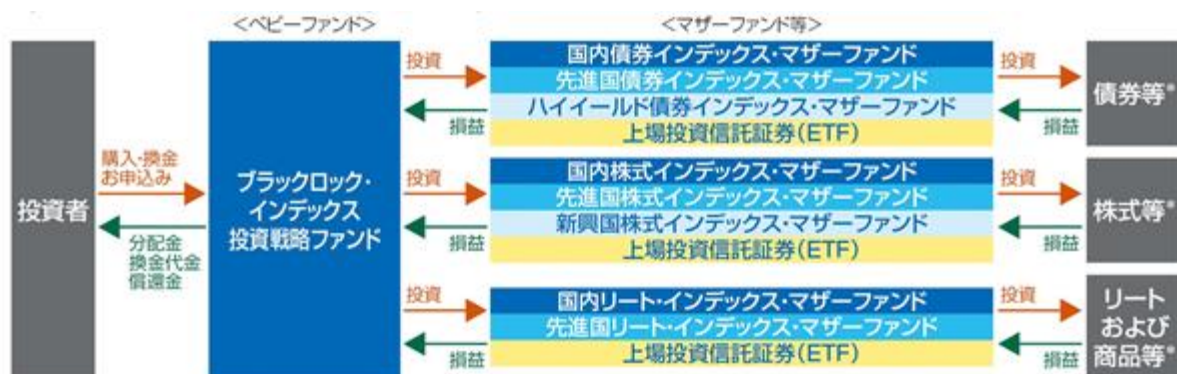 <ベビーファンド>
<マザーファンド等>
投資者
購入・換金
お申込み
分配金
換金代金
償還金
ブラックロック・
インデックス
投資戦略ファンド
投資
損益
国内債券インデックス・マザーファンド
先進国債券インデックス・マザーファンド
ハイイールド債券インデックス・マザーファンド
上場投資信託証券(ETF)
投資
損益
債券等*
投資
損益
国内株式インデックス・マザーファンド
先進国株式インデックス・マザーファンド
新興国株式インデックス・マザーファンド
上場投資信託証券(ETF)
投資
損益
株式等*
投資
損益
国内リート・インデックス・マザーファンド
先進国リート・インデックス・マザーファンド
上場投資信託証券(ETF)
投資
損益
リート
および
商品等*